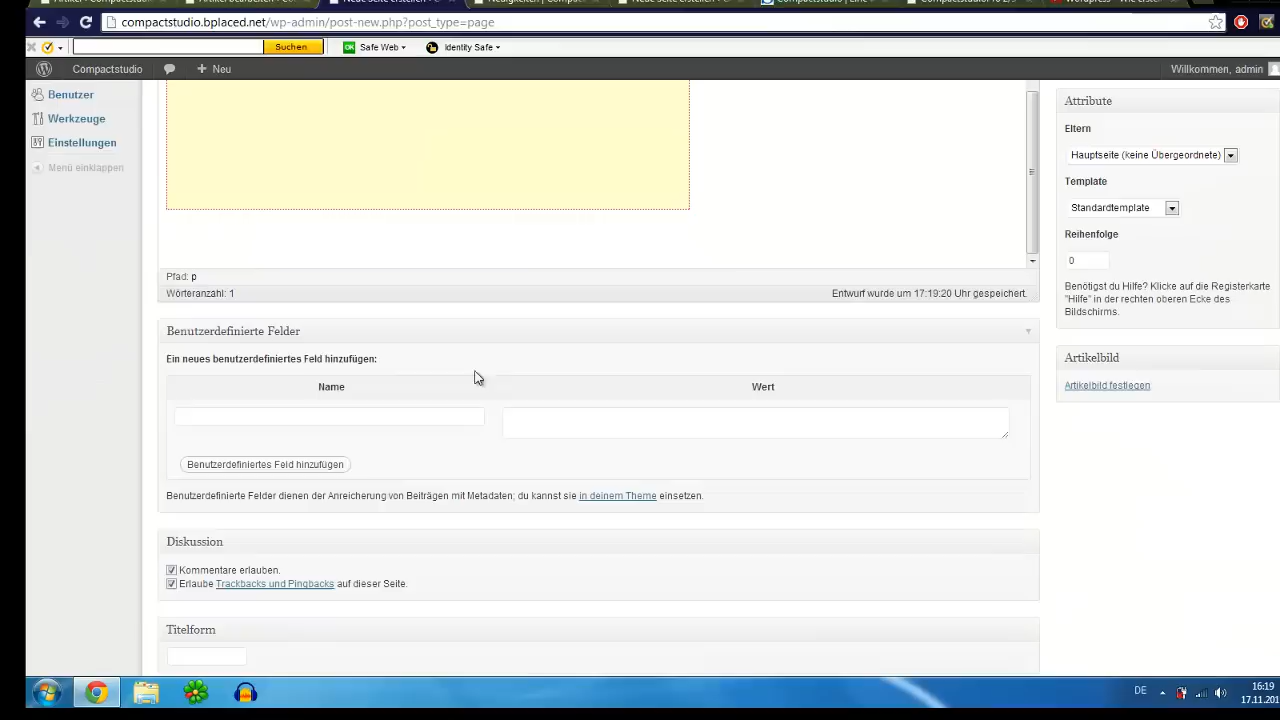 compactstudio.bplaced.net/wp-admin/post-new.php?post_type=page
Suchen
OK Safe Web
Identity Safe
Compactstudio
Neu
Willkommen, admin
Benutzer
Werkzeuge
Einstellungen
Menü einklappen
Attribute
Eltern
Hauptseite (keine Übergeordnete)
Template
Standardtemplate
Reihenfolge
0
Benötigst du Hilfe? Klicke auf die Registerkarte
"Hilfe" in der rechten oberen Ecke des
Bildschirms.
Pfad: p
Wörteranzahl: 1
Entwurf wurde um 17:19:20 Uhr gespeichert.
Benutzerdefinierte Felder
Ein neues benutzerdefiniertes Feld hinzufügen:
Name
Wert
Benutzerdefiniertes Feld hinzufügen
Benutzerdefinierte Felder dienen der Anreicherung von Beiträgen mit Metadaten; du kannst sie in deinem Theme einsetzen.
Artikelbild
Artikelbild festlegen
Diskussion
Kommentare erlauben.
Erlaube Trackbacks und Pingbacks auf dieser Seite.
Titelform
DE
16:19
17.11.201